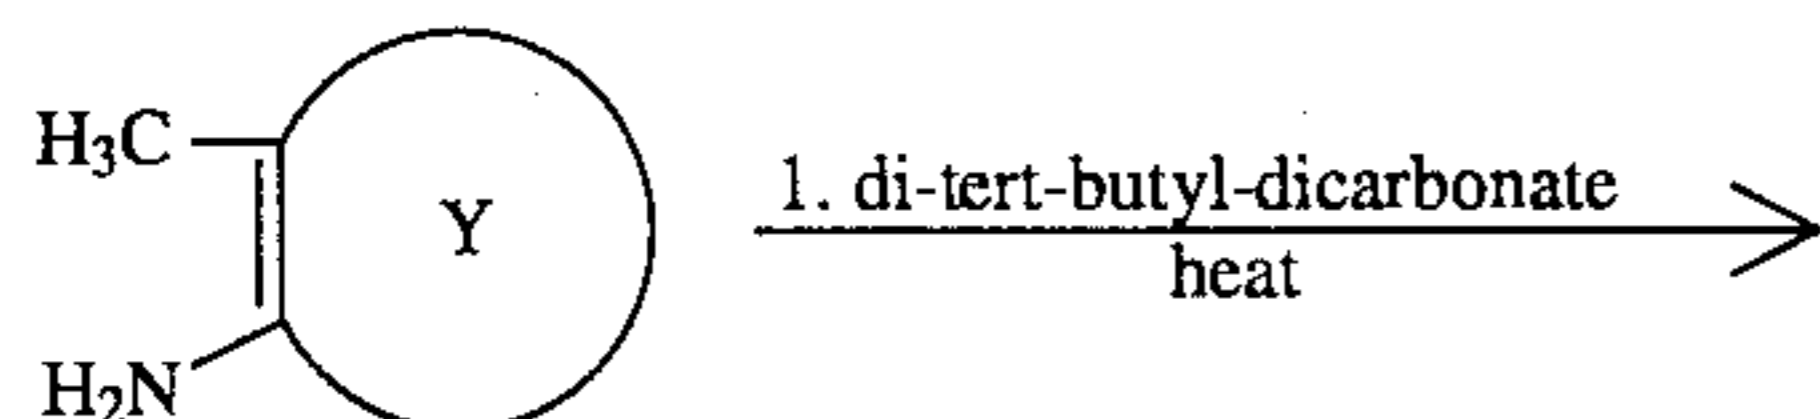 H₃C
Y
H₂N
1. di-tert-butyl-dicarbonate
heat